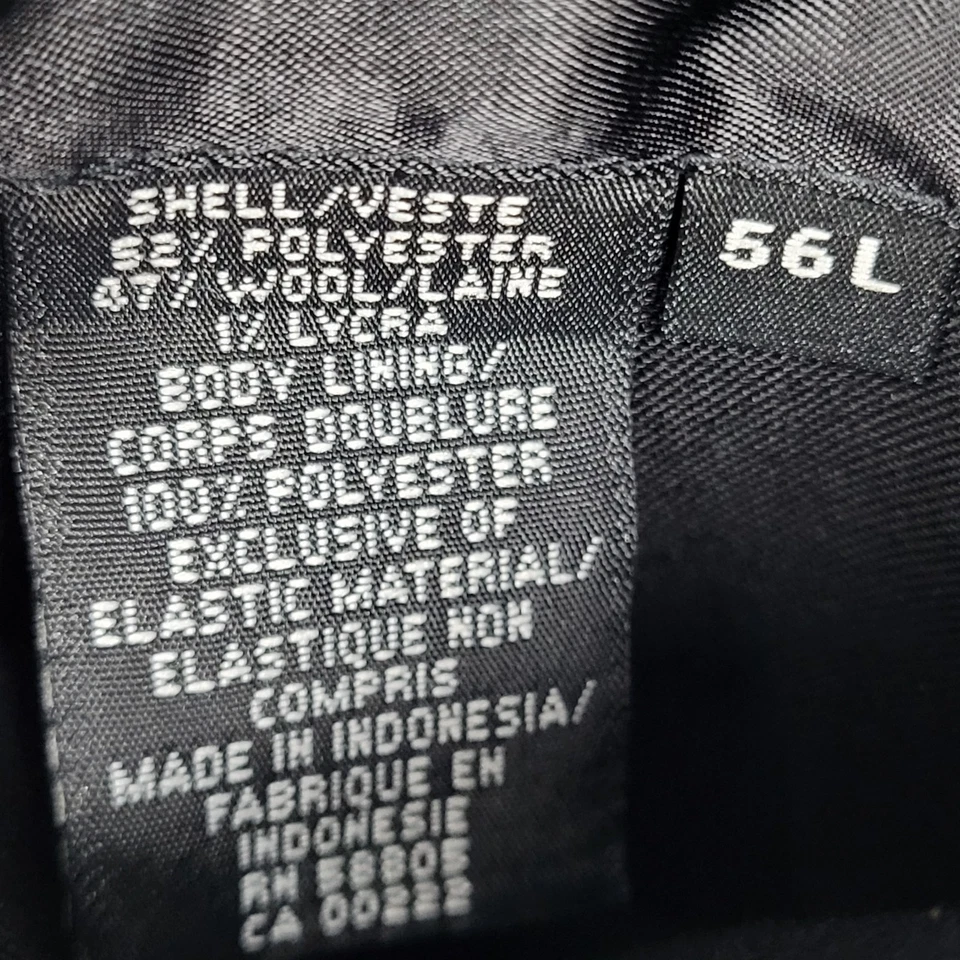 SHELL/VESTE
52% POLYESTER
47% WOOL/LAINE
1% LYCRA
BODY LINING/
CORPS DOUBLURE
100% POLYESTER
EXCLUSIVE OF
ELASTIC MATERIAL/
ELASTIQUE NON
COMPRIS
MADE IN INDONESIA/
FABRIQUE EN
INDONESIE
RN 58805
CA 00222
56L